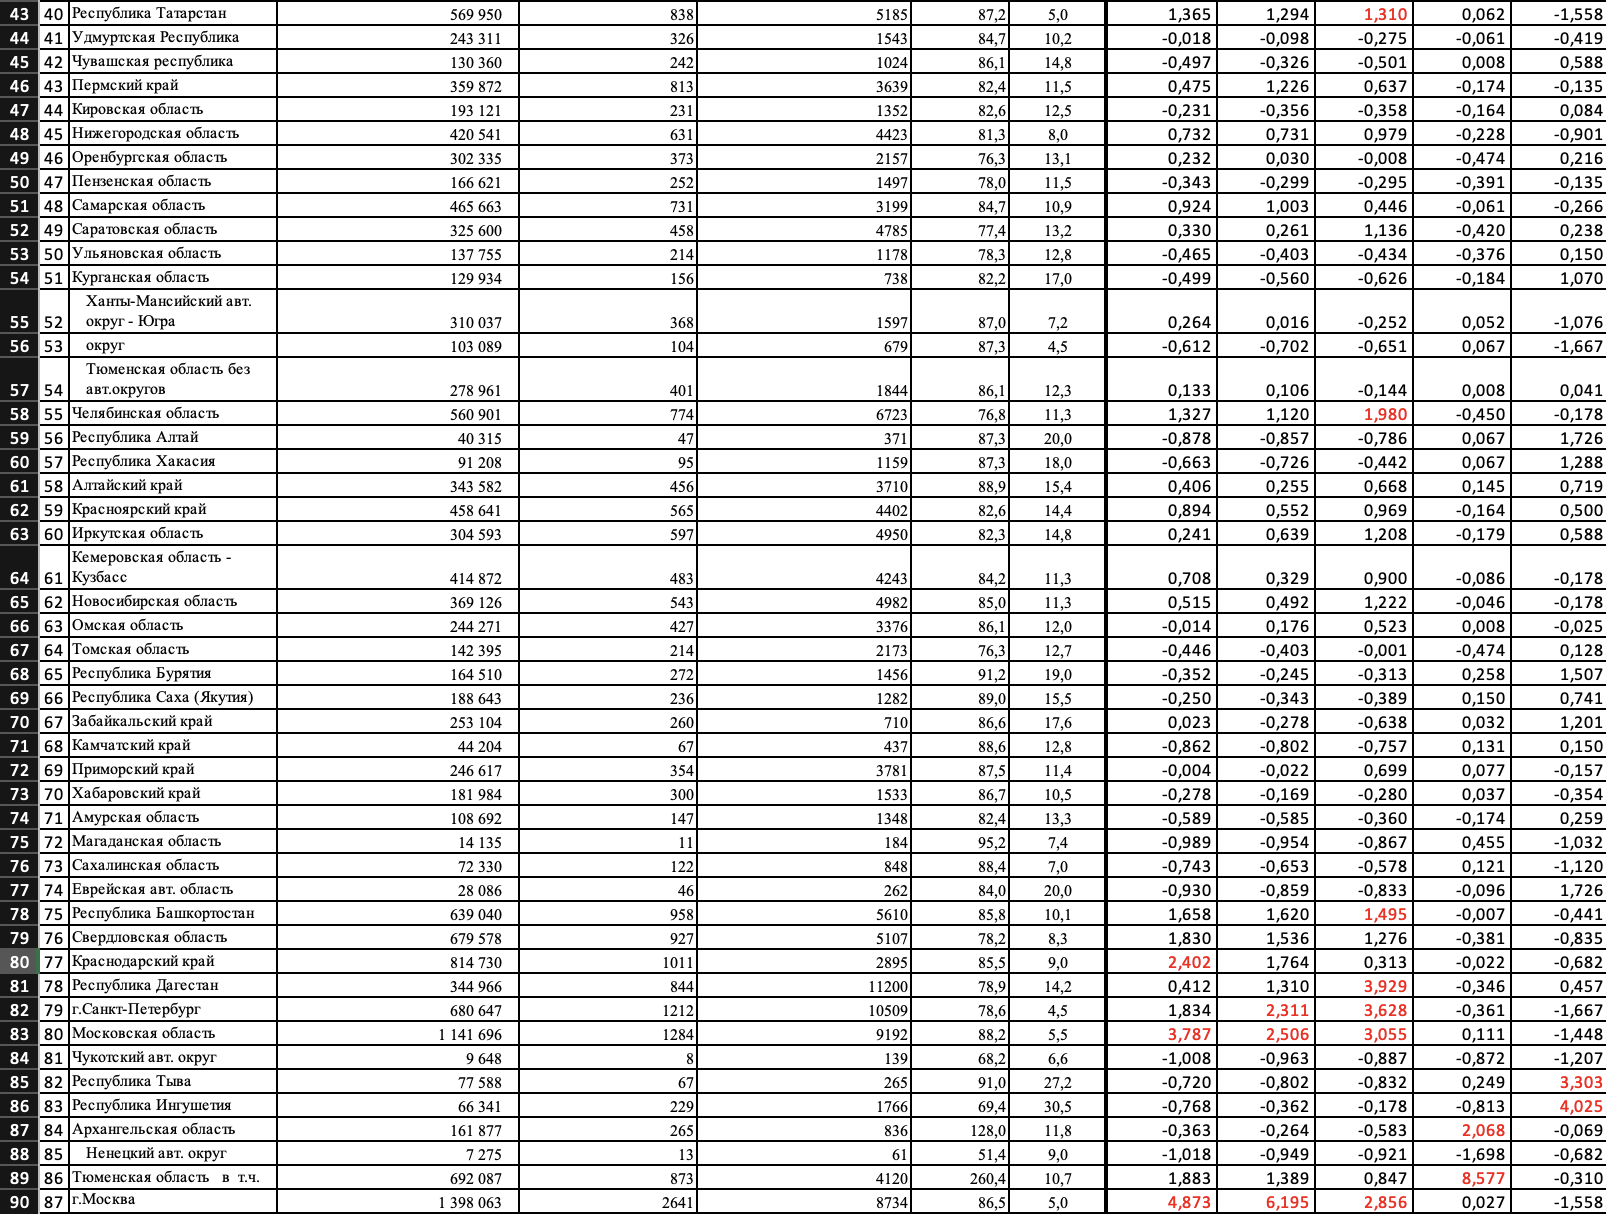 43 40 Республика Татарстан 569 950 838 5185 87,2 5,0 1,365 1,294 1,310 0,062 -1,558
44 41 Удмуртская Республика 243 311 326 1543 84,7 10,2 -0,018 -0,098 -0,275 -0,061 -0,419
45 42 Чувашская республика 130 360 242 1024 86,1 14,8 -0,497 -0,326 -0,501 0,008 0,588
46 43 Пермский край 359 872 813 3639 82,4 11,5 0,475 1,226 0,637 -0,174 -0,135
47 44 Кировская область 193 121 231 1352 82,6 12,5 -0,231 -0,356 -0,358 -0,164 0,084
48 45 Нижегородская область 420 541 631 4423 81,3 8,0 0,732 0,731 0,979 -0,228 -0,901
49 46 Оренбургская область 302 335 373 2157 76,3 13,1 0,232 0,030 -0,008 -0,474 0,216
50 47 Пензенская область 166 621 252 1497 78,0 11,5 -0,343 -0,299 -0,295 -0,391 -0,135
51 48 Самарская область 465 663 731 3199 84,7 10,9 0,924 1,003 0,446 -0,061 -0,266
52 49 Саратовская область 325 600 458 4785 77,4 13,2 0,330 0,261 1,136 -0,420 0,238
53 50 Ульяновская область 137 755 214 1178 78,3 12,8 -0,465 -0,403 -0,434 -0,376 0,150
54 51 Курганская область 129 934 156 738 82,2 17,0 -0,499 -0,560 -0,626 -0,184 1,070
Ханты-Мансийский авт.
55 52 округ - Югра 310 037 368 1597 87,0 7,2 0,264 0,016 -0,252 0,052 -1,076
56 53 округ 103 089 104 679 87,3 4,5 -0,612 -0,702 -0,651 0,067 -1,667
Тюменская область без
57 54 авт.округов 278 961 401 1844 86,1 12,3 0,133 0,106 -0,144 0,008 0,041
58 55 Челябинская область 560 901 774 6723 76,8 11,3 1,327 1,120 1,980 -0,450 -0,178
59 56 Республика Алтай 40 315 47 371 87,3 20,0 -0,878 -0,857 -0,786 0,067 1,726
60 57 Республика Хакасия 91 208 95 1159 87,3 18,0 -0,663 -0,726 -0,442 0,067 1,288
61 58 Алтайский край 343 582 456 3710 88,9 15,4 0,406 0,255 0,668 0,145 0,719
62 59 Красноярский край 458 641 565 4402 82,6 14,4 0,894 0,552 0,969 -0,164 0,500
63 60 Иркутская область 304 593 597 4950 82,3 14,8 0,241 0,639 1,208 -0,179 0,588
Кемеровская область -
64 61 Кузбасс 414 872 483 4243 84,2 11,3 0,708 0,329 0,900 -0,086 -0,178
65 62 Новосибирская область 369 126 543 4982 85,0 11,3 0,515 0,492 1,222 -0,046 -0,178
66 63 Омская область 244 271 427 3376 86,1 12,0 -0,014 0,176 0,523 0,008 -0,025
67 64 Томская область 142 395 214 2173 76,3 12,7 -0,446 -0,403 -0,001 -0,474 0,128
68 65 Республика Бурятия 164 510 272 1456 91,2 19,0 -0,352 -0,245 -0,313 0,258 1,507
69 66 Республика Саха (Якутия) 188 643 236 1282 89,0 15,5 -0,250 -0,343 -0,389 0,150 0,741
70 67 Забайкальский край 253 104 260 710 86,6 17,6 0,023 -0,278 -0,638 0,032 1,201
71 68 Камчатский край 44 204 67 437 88,6 12,8 -0,862 -0,802 -0,757 0,131 0,150
72 69 Приморский край 246 617 354 3781 87,5 11,4 -0,004 -0,022 0,699 0,077 -0,157
73 70 Хабаровский край 181 984 300 1533 86,7 10,5 -0,278 -0,169 -0,280 0,037 -0,354
74 71 Амурская область 108 692 147 1348 82,4 13,3 -0,589 -0,585 -0,360 -0,174 0,259
75 72 Магаданская область 14 135 11 184 95,2 7,4 -0,989 -0,954 -0,867 0,455 -1,032
76 73 Сахалинская область 72 330 122 848 88,4 7,0 -0,743 -0,653 -0,578 0,121 -1,120
77 74 Еврейская авт. область 28 086 46 262 84,0 20,0 -0,930 -0,859 -0,833 -0,096 1,726
78 75 Республика Башкортостан 639 040 958 5610 85,8 10,1 1,658 1,620 1,495 -0,007 -0,441
79 76 Свердловская область 679 578 927 5107 78,2 8,3 1,830 1,536 1,276 -0,381 -0,835
80 77 Краснодарский край 814 730 1011 2895 85,5 9,0 2,402 1,764 0,313 -0,022 -0,682
81 78 Республика Дагестан 344 966 844 11200 78,9 14,2 0,412 1,310 3,929 -0,346 0,457
82 79 г.Санкт-Петербург 680 647 1212 10509 78,6 4,5 1,834 2,311 3,628 -0,361 -1,667
83 80 Московская область 1 141 696 1284 9192 88,2 5,5 3,787 2,506 3,055 0,111 -1,448
84 81 Чукотский авт. округ 9 648 8 139 68,2 6,6 -1,008 -0,963 -0,887 -0,872 -1,207
85 82 Республика Тыва 77 588 67 265 91,0 27,2 -0,720 -0,802 -0,832 0,249 3,303
86 83 Республика Ингушетия 66 341 229 1766 69,4 30,5 -0,768 -0,362 -0,178 -0,813 4,025
87 84 Архангельская область 161 877 265 836 128,0 11,8 -0,363 -0,264 -0,583 2,068 -0,069
88 85 Ненецкий авт. округ 7 275 13 61 51,4 9,0 -1,018 -0,949 -0,921 -1,698 -0,682
89 86 Тюменская область в т.ч. 692 087 873 4120 260,4 10,7 1,883 1,389 0,847 8,577 -0,310
90 87 г.Москва 1 398 063 2641 8734 86,5 5,0 4,873 6,195 2,856 0,027 -1,558